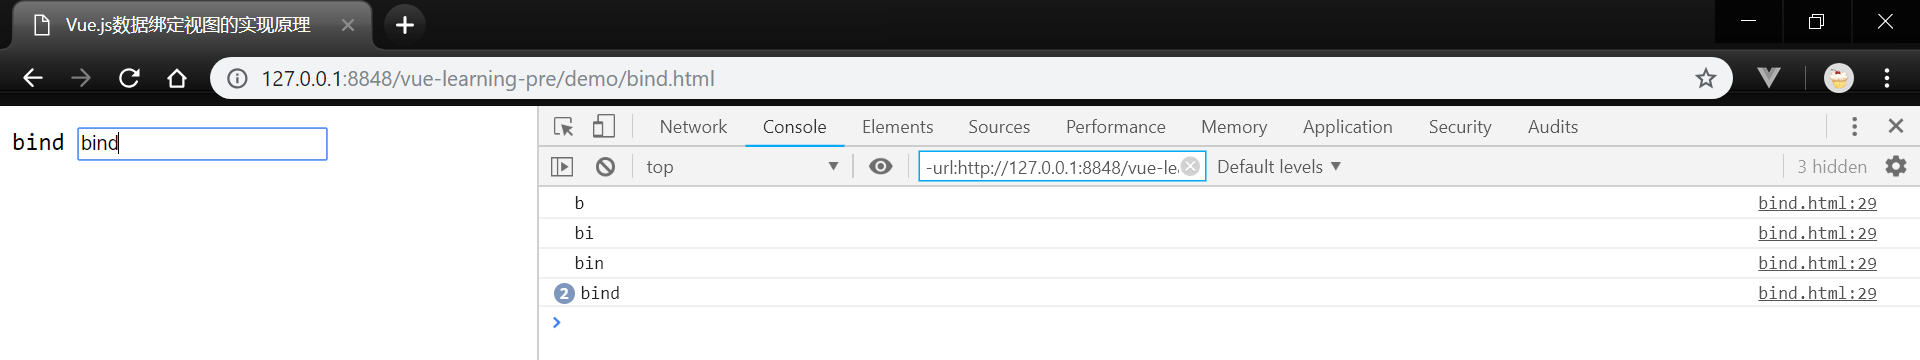 Vue.js数据绑定视图的实现原理
127.0.0.1:8848/vue-learning-pre/demo/bind.html
bind bind
Network Console Elements Sources Performance Memory Application Security Audits
top -url:http://127.0.0.1:8848/vue-le Default levels 3 hidden
b bind.html:29
bi bind.html:29
bin bind.html:29
2 bind bind.html:29